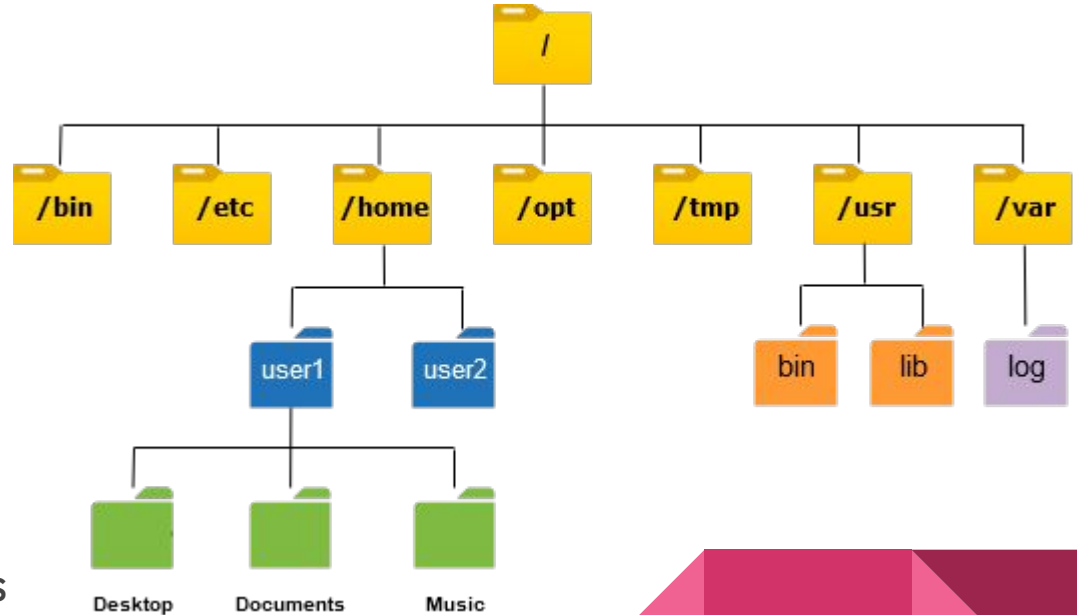 /
/bin /etc /home /opt /tmp /usr /var
user1 user2 bin lib log
s
Desktop Documents Music